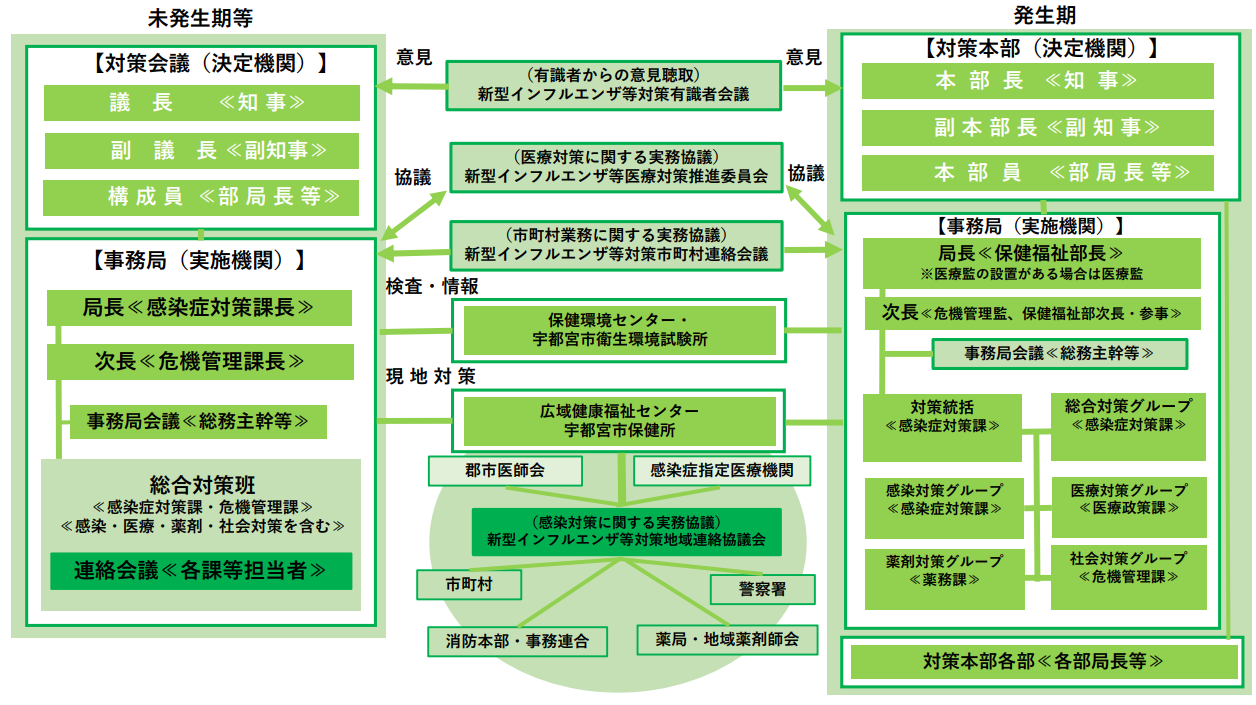 未発生期等
【対策会議（決定機関）】
議　長　　≪知 事≫
副　議　長 ≪副知事≫
構 成 員　≪部 局 長 等≫
【事務局（実施機関）】
局長≪感染症対策課長≫
次長≪危機管理課長≫
事務局会議≪総務主幹等≫
総合対策班
≪感染症対策課・危機管理課≫
≪感染・医療・薬剤・社会対策を含む≫
連絡会議≪各課等担当者≫
意見
（有識者からの意見聴取）
新型インフルエンザ等対策有識者会議
意見
協議
（医療対策に関する実務協議）
新型インフルエンザ等医療対策推進委員会
協議
（市町村業務に関する実務協議）
新型インフルエンザ等対策市町村連絡会議
検査・情報
保健環境センター・
宇都宮市衛生環境試験所
現 地 対 策
広域健康福祉センター
宇都宮市保健所
郡市医師会
感染症指定医療機関
（感染対策に関する実務協議）
新型インフルエンザ等対策地域連絡協議会
市町村
警察署
消防本部・事務連合
薬局・地域薬剤師会
発生期
【対策本部（決定機関）】
本　部　長　≪知　事≫
副 本 部 長 ≪副 知 事≫
本　部　員　≪部 局 長 等≫
【事務局（実施機関）】
局長≪保健福祉部長≫
※医療監の設置がある場合は医療監
次長≪危機管理監、保健福祉部次長・参事≫
事務局会議≪総務主幹等≫
対策統括
≪感染症対策課≫
総合対策グループ
≪感染症対策課≫
感染対策グループ
≪感染症対策課≫
医療対策グループ
≪医療政策課≫
薬剤対策グループ
≪薬務課≫
社会対策グループ
≪危機管理課≫
対策本部各部≪各部局長等≫